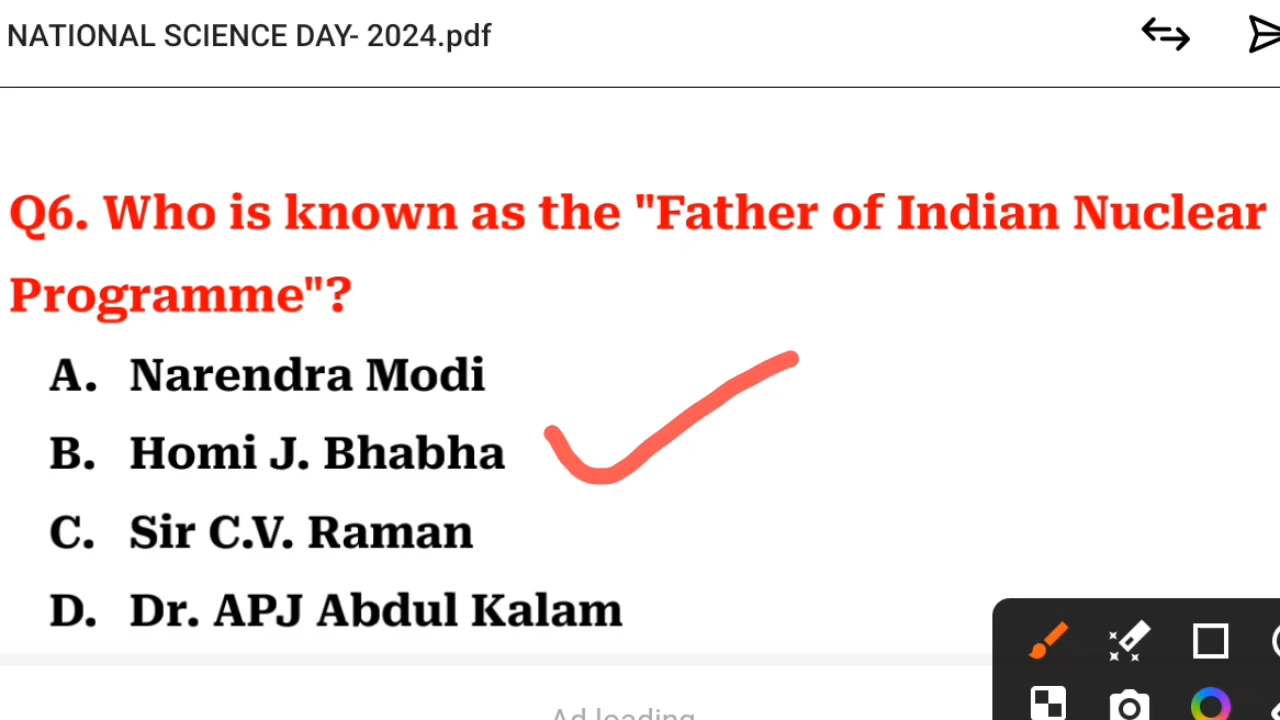 NATIONAL SCIENCE DAY- 2024.pdf
Q6. Who is known as the "Father of Indian Nuclear
Programme"?
A. Narendra Modi
B. Homi J. Bhabha
C. Sir C.V. Raman
D. Dr. APJ Abdul Kalam
Ad loading